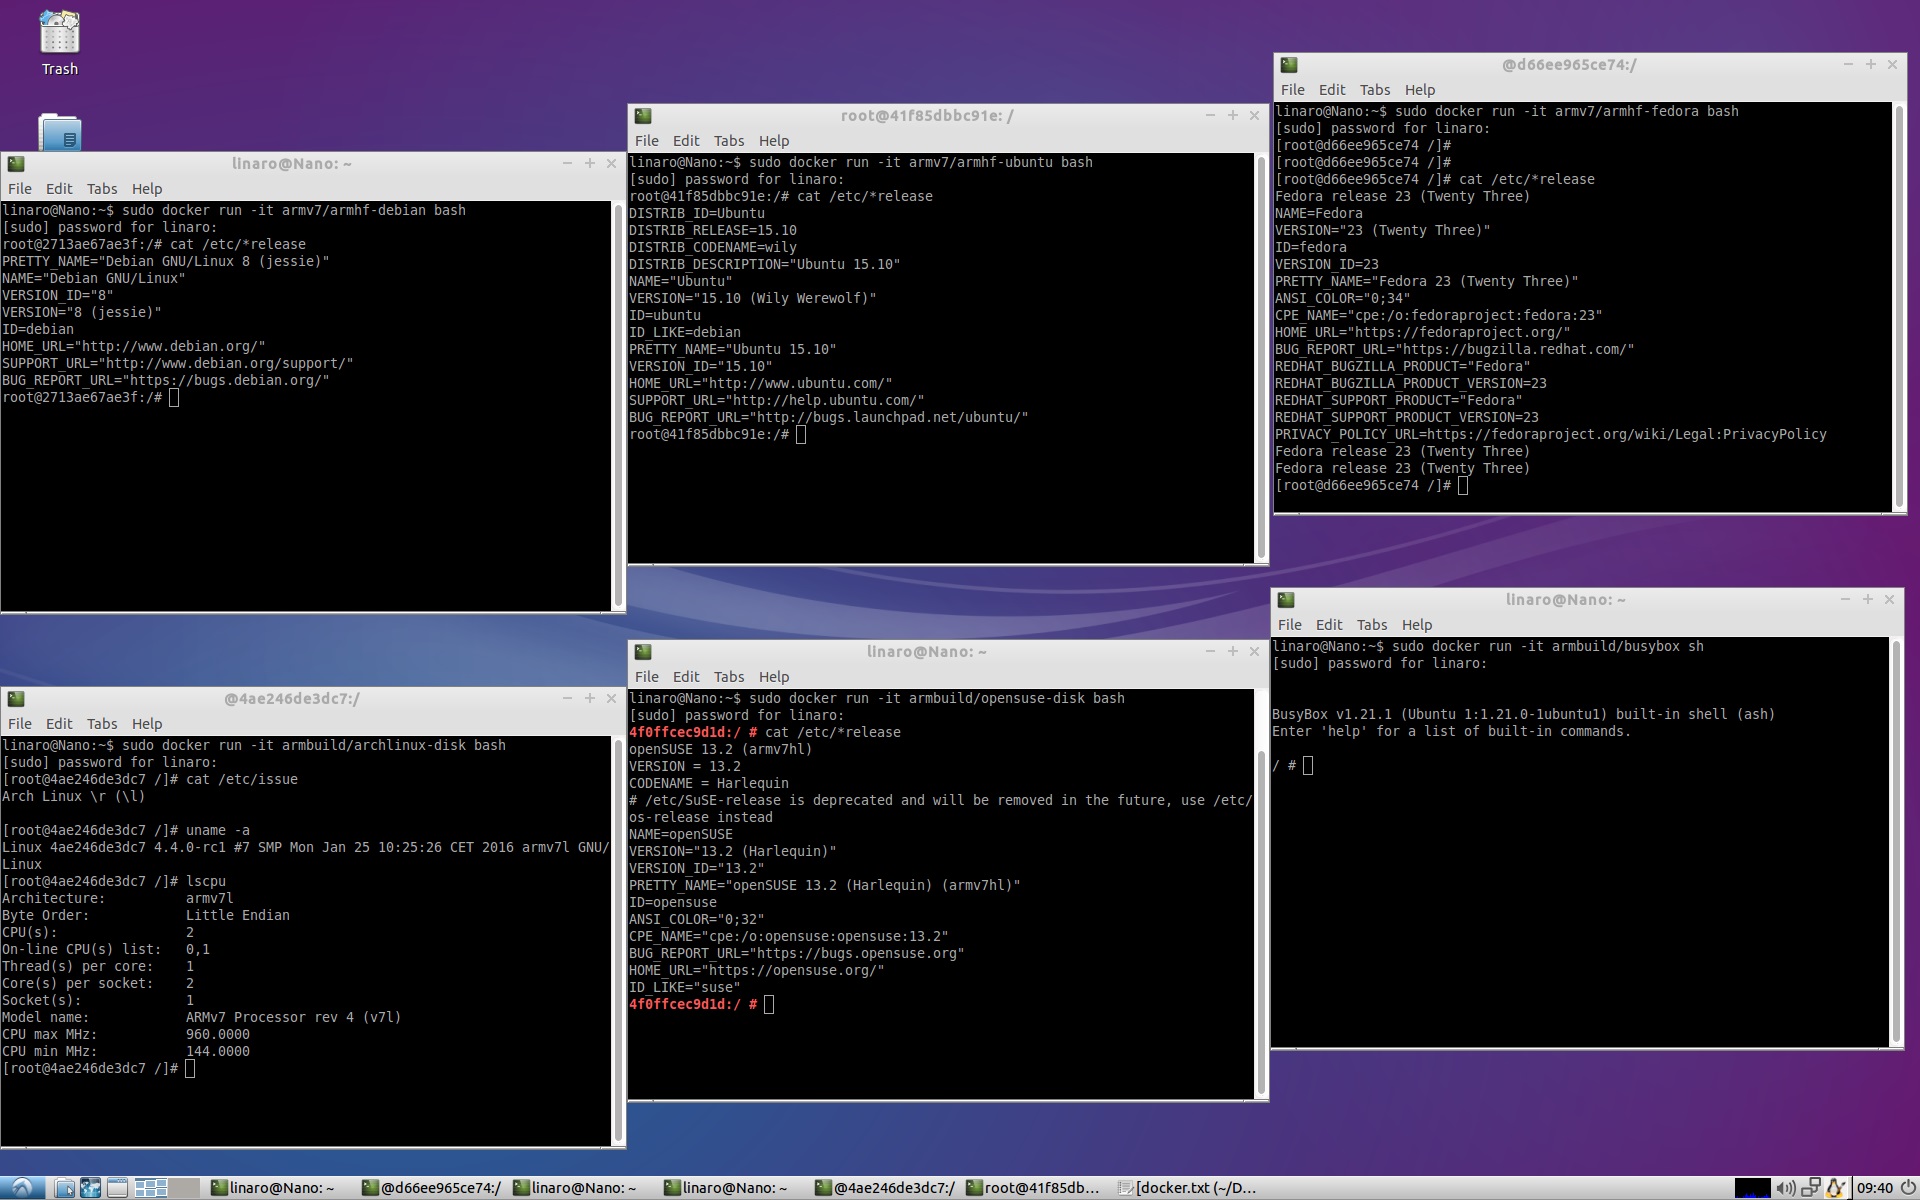 Trash
linaro@Nano: ~
File Edit Tabs Help
linaro@Nano:~$ sudo docker run -it armv7/armhf-debian bash
[sudo] password for linaro:
root@2713ae67ae3f:/# cat /etc/*release
PRETTY_NAME="Debian GNU/Linux 8 (jessie)"
NAME="Debian GNU/Linux"
VERSION_ID="8"
VERSION="8 (jessie)"
ID=debian
HOME_URL="http://www.debian.org/"
SUPPORT_URL="http://www.debian.org/support/"
BUG_REPORT_URL="https://bugs.debian.org/"
root@2713ae67ae3f:/#
root@41f85dbbc91e: /
File Edit Tabs Help
linaro@Nano:~$ sudo docker run -it armv7/armhf-ubuntu bash
[sudo] password for linaro:
root@41f85dbbc91e:/# cat /etc/*release
DISTRIB_ID=Ubuntu
DISTRIB_RELEASE=15.10
DISTRIB_CODENAME=wily
DISTRIB_DESCRIPTION="Ubuntu 15.10"
NAME="Ubuntu"
VERSION="15.10 (Wily Werewolf)"
ID=ubuntu
ID_LIKE=debian
PRETTY_NAME="Ubuntu 15.10"
VERSION_ID="15.10"
HOME_URL="http://www.ubuntu.com/"
SUPPORT_URL="http://help.ubuntu.com/"
BUG_REPORT_URL="http://bugs.launchpad.net/ubuntu/"
root@41f85dbbc91e:/#
@d66ee965ce74:/
File Edit Tabs Help
linaro@Nano:~$ sudo docker run -it armv7/armhf-fedora bash
[sudo] password for linaro:
[root@d66ee965ce74 /]#
[root@d66ee965ce74 /]#
[root@d66ee965ce74 /]# cat /etc/*release
Fedora release 23 (Twenty Three)
NAME=Fedora
VERSION="23 (Twenty Three)"
ID=fedora
VERSION_ID=23
PRETTY_NAME="Fedora 23 (Twenty Three)"
ANSI_COLOR="0;34"
CPE_NAME="cpe:/o:fedoraproject:fedora:23"
HOME_URL="https://fedoraproject.org/"
BUG_REPORT_URL="https://bugzilla.redhat.com/"
REDHAT_BUGZILLA_PRODUCT="Fedora"
REDHAT_BUGZILLA_PRODUCT_VERSION=23
REDHAT_SUPPORT_PRODUCT="Fedora"
REDHAT_SUPPORT_PRODUCT_VERSION=23
PRIVACY_POLICY_URL=https://fedoraproject.org/wiki/Legal:PrivacyPolicy
Fedora release 23 (Twenty Three)
Fedora release 23 (Twenty Three)
[root@d66ee965ce74 /]#
@4ae246de3dc7:/
File Edit Tabs Help
linaro@Nano:~$ sudo docker run -it armbuild/archlinux-disk bash
[sudo] password for linaro:
[root@4ae246de3dc7 /]# cat /etc/issue
Arch Linux \r (\l)
[root@4ae246de3dc7 /]# uname -a
Linux 4ae246de3dc7 4.4.0-rc1 #7 SMP Mon Jan 25 10:25:26 CET 2016 armv7l GNU/
Linux
[root@4ae246de3dc7 /]# lscpu
Architecture: armv7l
Byte Order: Little Endian
CPU(s): 2
On-line CPU(s) list: 0,1
Thread(s) per core: 1
Core(s) per socket: 2
Socket(s): 1
Model name: ARMv7 Processor rev 4 (v7l)
CPU max MHz: 960.0000
CPU min MHz: 144.0000
[root@4ae246de3dc7 /]#
linaro@Nano: ~
File Edit Tabs Help
linaro@Nano:~$ sudo docker run -it armbuild/opensuse-disk bash
[sudo] password for linaro:
4f0ffcec9d1d:/ # cat /etc/*release
openSUSE 13.2 (armv7hl)
VERSION = 13.2
CODENAME = Harlequin
# /etc/SuSE-release is deprecated and will be removed in the future, use /etc/
os-release instead
NAME=openSUSE
VERSION="13.2 (Harlequin)"
VERSION_ID="13.2"
PRETTY_NAME="openSUSE 13.2 (Harlequin) (armv7hl)"
ID=opensuse
ANSI_COLOR="0;32"
CPE_NAME="cpe:/o:opensuse:opensuse:13.2"
BUG_REPORT_URL="https://bugs.opensuse.org"
HOME_URL="https://opensuse.org/"
ID_LIKE="suse"
4f0ffcec9d1d:/ #
linaro@Nano: ~
File Edit Tabs Help
linaro@Nano:~$ sudo docker run -it armbuild/busybox sh
[sudo] password for linaro:
BusyBox v1.21.1 (Ubuntu 1:1.21.0-1ubuntu1) built-in shell (ash)
Enter 'help' for a list of built-in commands.
/ #
linaro@Nano: ~ @d66ee965ce74:/ linaro@Nano: ~ linaro@Nano: ~ @4ae246de3dc7:/ root@41f85db... [docker.txt (~/D... 09:40